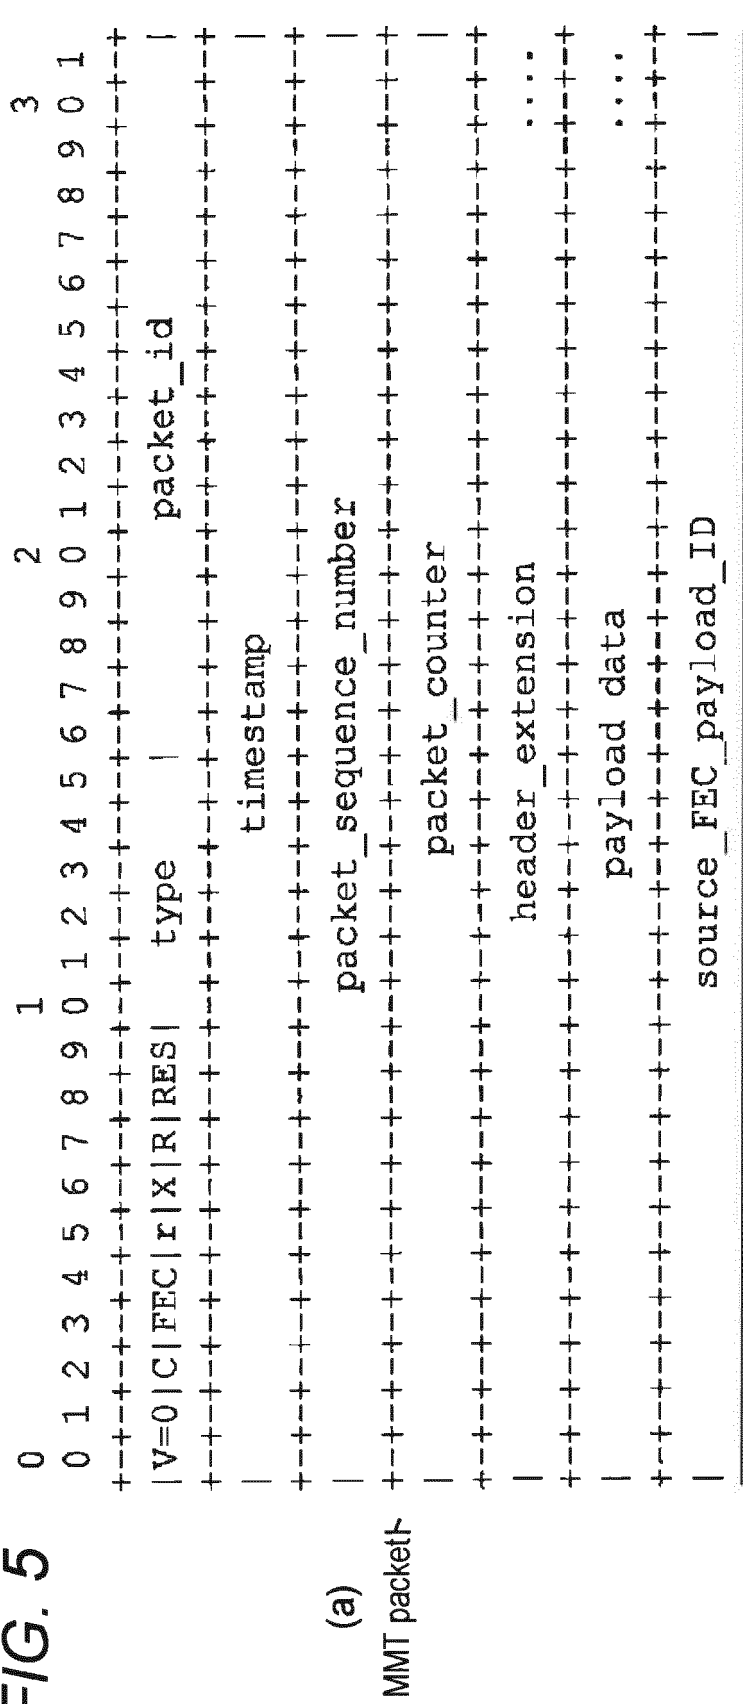 FIG. 5
0                   1                   2                   3
0 1 2 3 4 5 6 7 8 9 0 1 2 3 4 5 6 7 8 9 0 1 2 3 4 5 6 7 8 9 0 1
+-+-+-+-+-+-+-+-+-+-+-+-+-+-+-+-+-+-+-+-+-+-+-+-+-+-+-+-+-+-+-+-+
|V=0|C|FEC|r|X|R|RES|   type    |          packet_id            |
+-+-+-+-+-+-+-+-+-+-+-+-+-+-+-+-+-+-+-+-+-+-+-+-+-+-+-+-+-+-+-+-+
|                            timestamp                          |
+-+-+-+-+-+-+-+-+-+-+-+-+-+-+-+-+-+-+-+-+-+-+-+-+-+-+-+-+-+-+-+-+
(a)
|                     packet_sequence_number                    |
+-+-+-+-+-+-+-+-+-+-+-+-+-+-+-+-+-+-+-+-+-+-+-+-+-+-+-+-+-+-+-+-+
MMT packet
|                           packet_counter                      |
+-+-+-+-+-+-+-+-+-+-+-+-+-+-+-+-+-+-+-+-+-+-+-+-+-+-+-+-+-+-+-+-+
|                        header_extension                   ....
+-+-+-+-+-+-+-+-+-+-+-+-+-+-+-+-+-+-+-+-+-+-+-+-+-+-+-+-+-+-+-+-+
|                          payload data                     ....
+-+-+-+-+-+-+-+-+-+-+-+-+-+-+-+-+-+-+-+-+-+-+-+-+-+-+-+-+-+-+-+-+
|                     source_FEC_payload_ID                     |